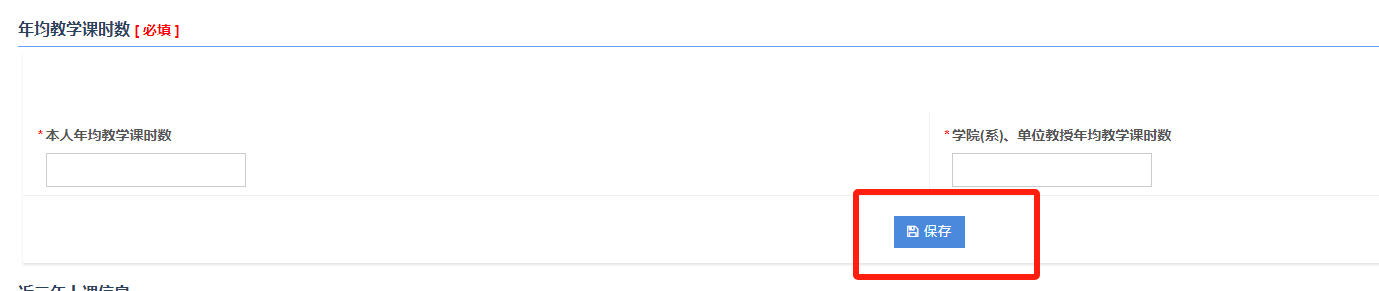 年均教学课时数 [ 必填 ]
* 本人年均教学课时数
* 学院(系)、单位教授年均教学课时数
保存